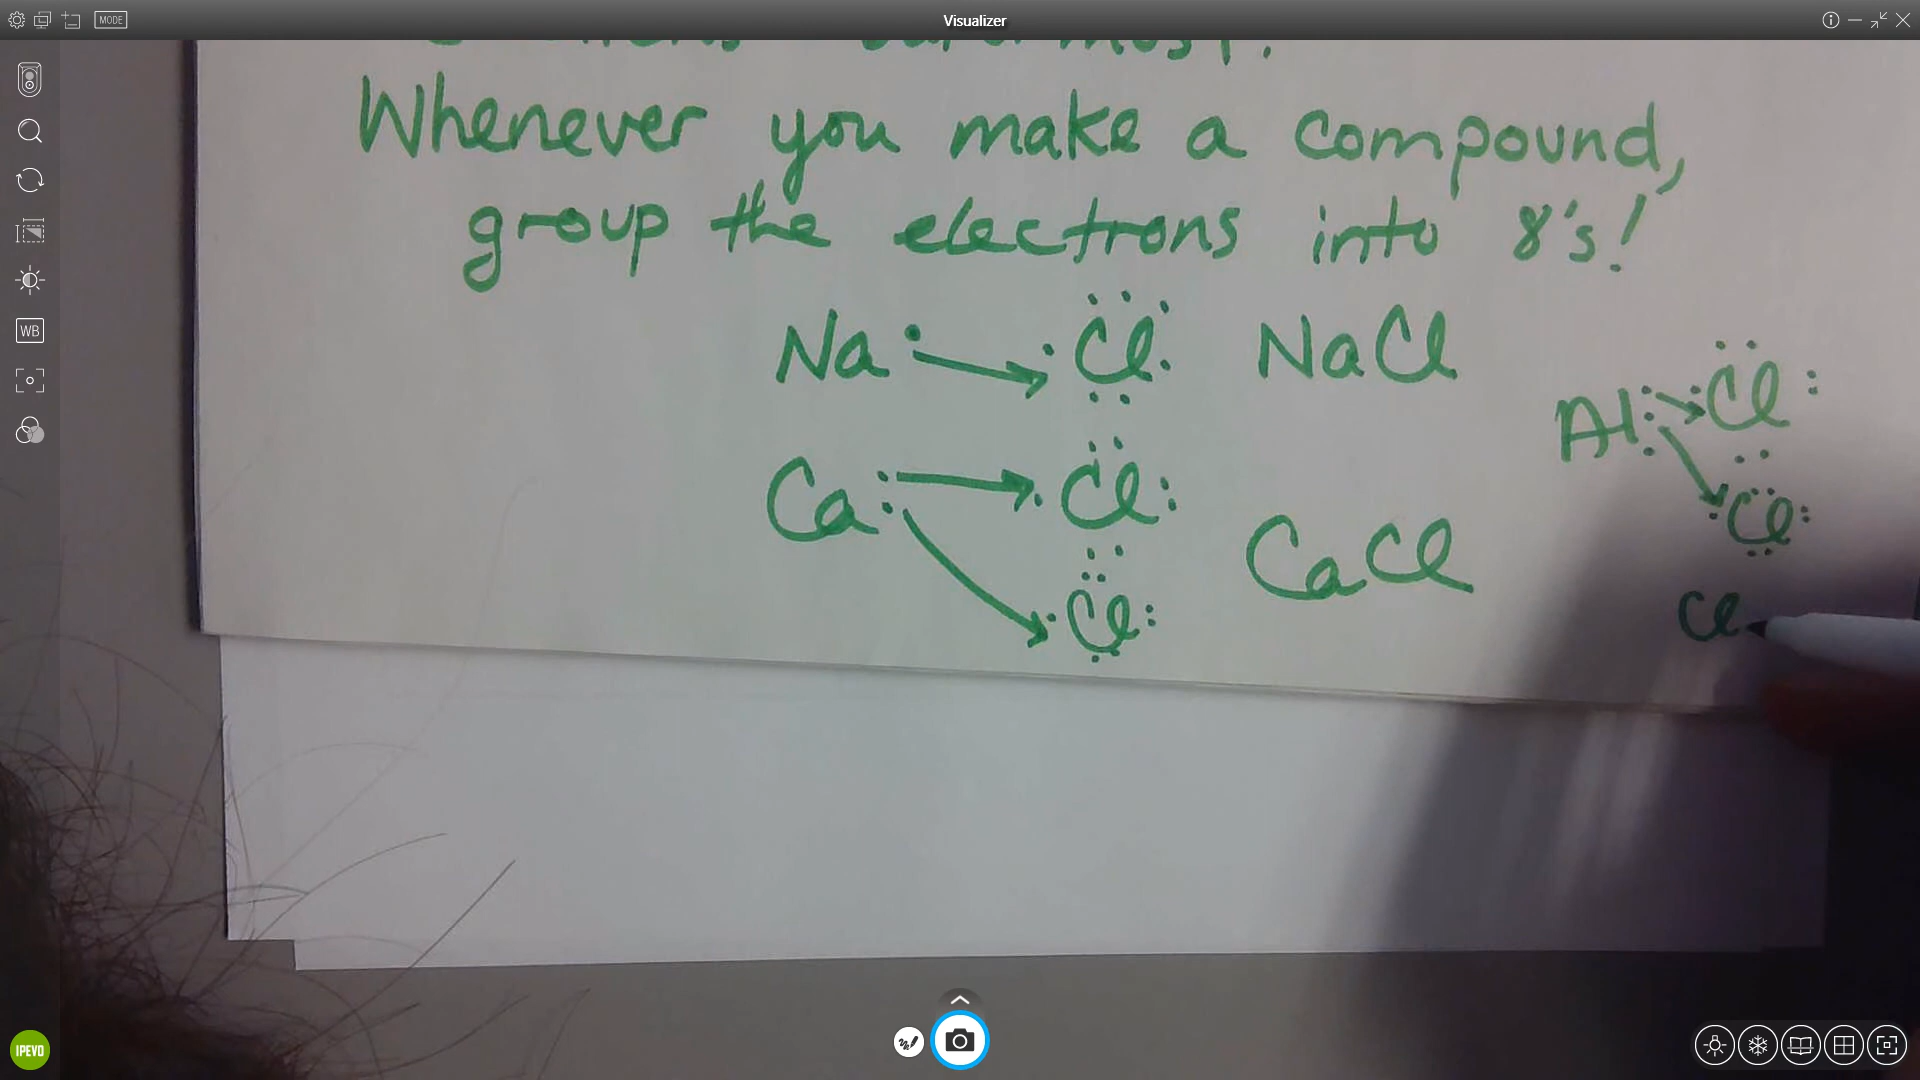 MODE
Visualizer
Whenever you make a compound,
group the electrons into 8's!
Na Cl NaCl
Al Cl
Ca Cl CaCl
Cl
Cl
Cl
WB
IPEVO